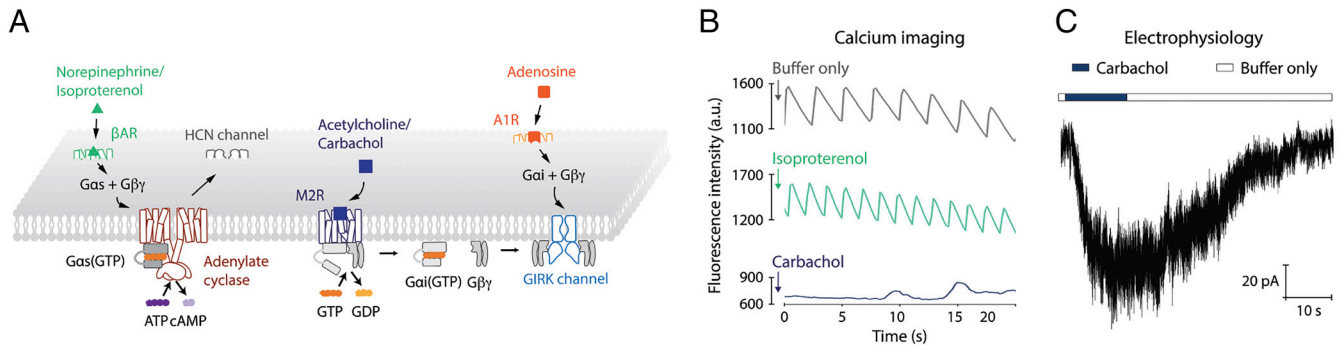 A
Norepinephrine/
Isoproterenol
βAR
Gαs + Gβγ
HCN channel
Acetylcholine/
Carbachol
M2R
Adenosine
A1R
Gαi + Gβγ
Gαs(GTP)
Adenylate
cyclase
ATP cAMP
GTP GDP
Gαi(GTP) Gβγ
GIRK channel
B
Calcium imaging
Fluorescence intensity (a.u.)
Buffer only
1600
1100
Isoproterenol
1700
1200
Carbachol
900
600
0 5 10 15 20
Time (s)
C
Electrophysiology
Carbachol Buffer only
20 pA
10 s